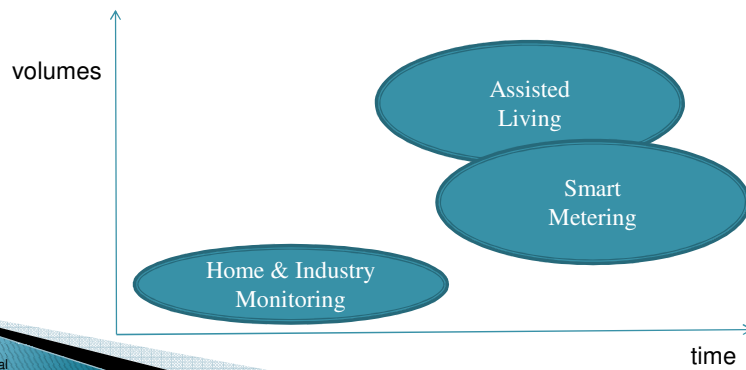 volumes
Assisted
Living
Smart
Metering
Home & Industry
Monitoring
time